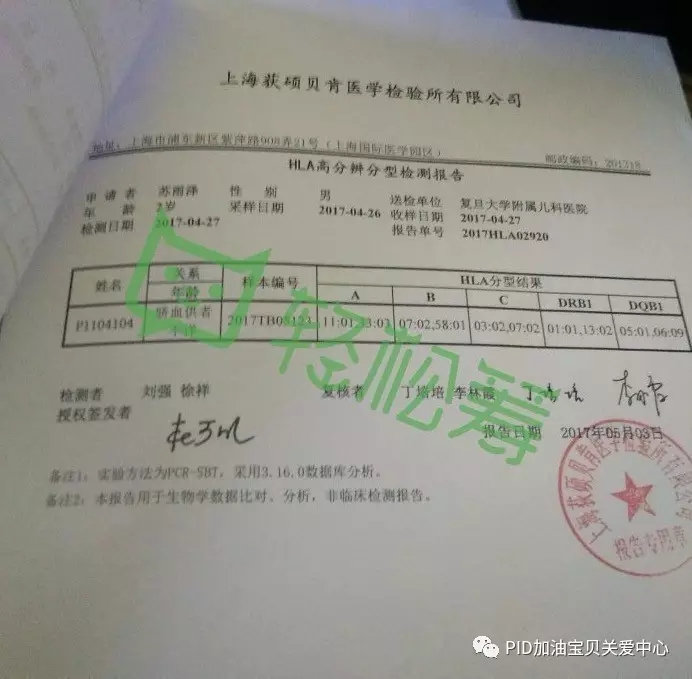 上海荻硕贝肯医学检验所有限公司
地址：上海市浦东新区紫萍路908弄21号（上海国际医学园区） 邮政编码：201318
HLA高分辨分型检测报告
申请者 苏雨泽 性别 男 送检单位 复旦大学附属儿科医院
年龄 2岁 采样日期 2017-04-26 收样日期 2017-04-27
检测日期 2017-04-27 报告单号 2017HLA02920
姓名 关系 样本编号 HLA分型结果
年龄 A B C DRB1 DQB1
P1104104 脐血供者 11:01,33:03 07:02,58:01 03:02,07:02 01:01,13:02 05:01,06:09
不详
检测者 刘强 徐祥 复核者 丁培培 李林霞
授权签发者
报告日期 2017年05月03日
备注1：实验方法为PCR-SBT，采用3.16.0数据库分析。
备注2：本报告用于生物学数据比对、分析，非临床检测报告。
轻松筹
上海荻硕贝肯医学检验所有限公司
报告专用章
PID加油宝贝关爱中心